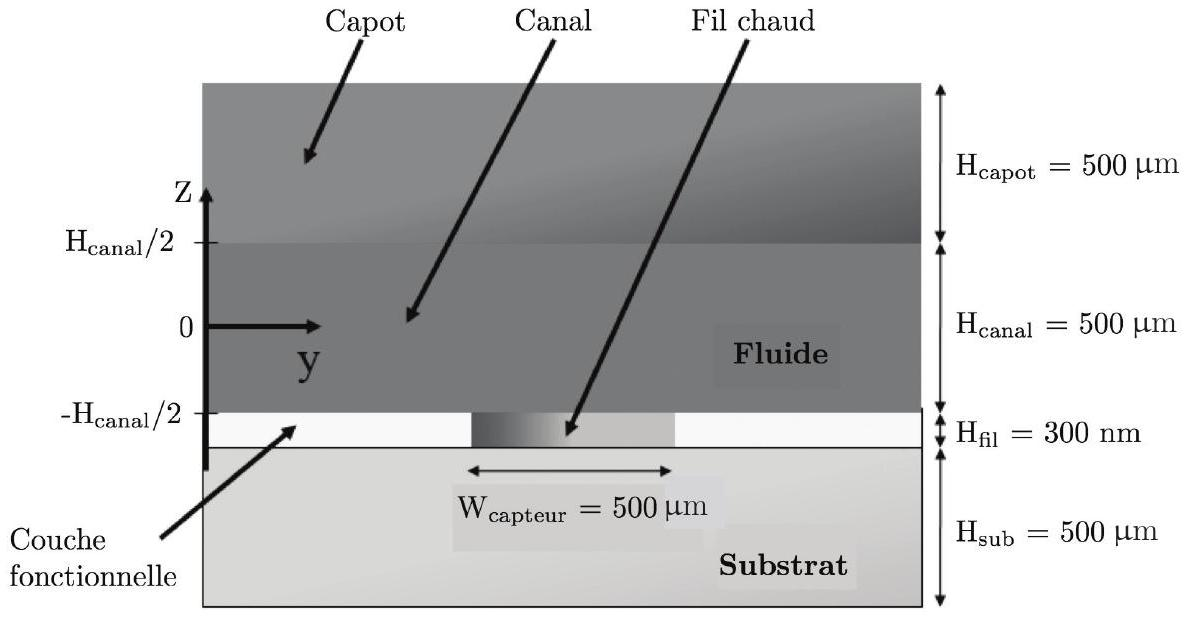 Capot
Canal
Fil chaud
Z
H_canal/2
0
y
-H_canal/2
Fluide
H_capot = 500 μm
H_canal = 500 μm
H_fil = 300 nm
W_capteur = 500 μm
H_sub = 500 μm
Couche
fonctionnelle
Substrat